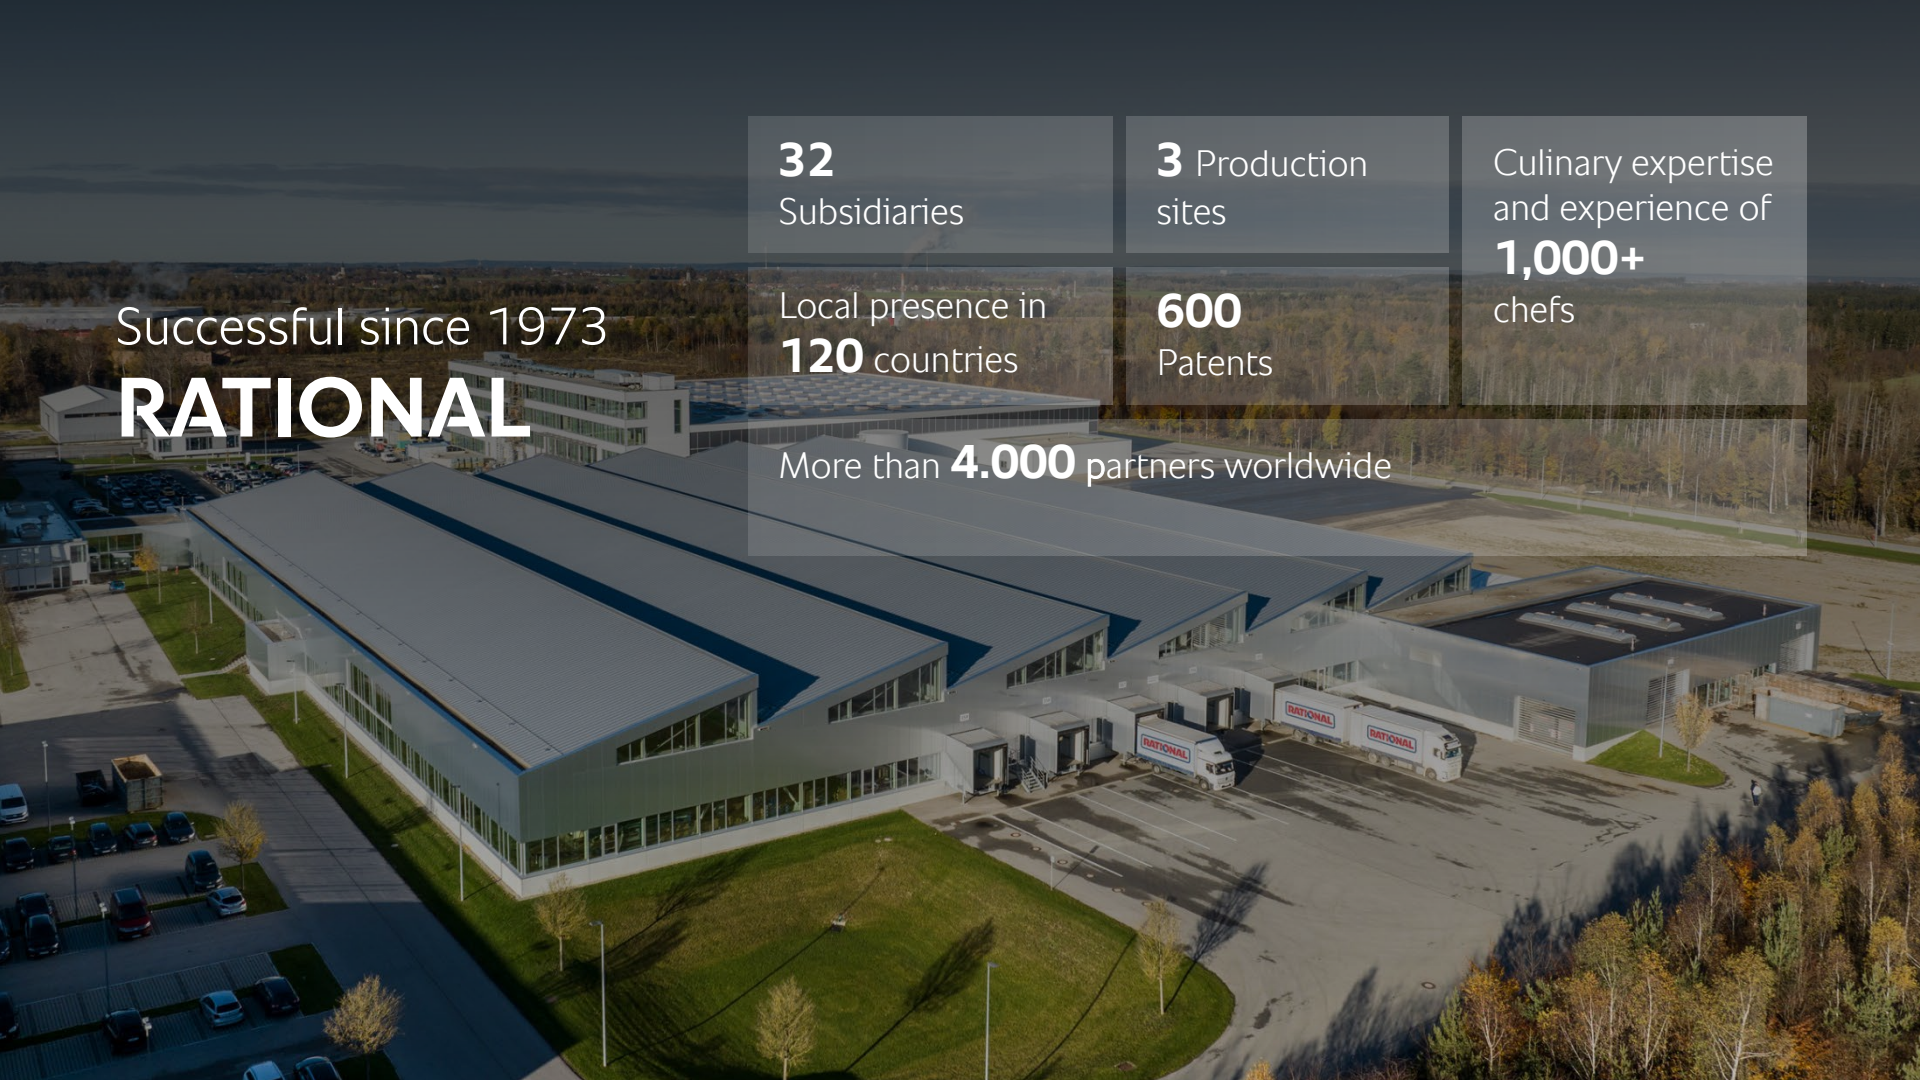 Successful since 1973
RATIONAL
32
Subsidiaries
3 Production
sites
Culinary expertise
and experience of
1,000+
chefs
Local presence in
120 countries
600
Patents
More than 4.000 partners worldwide
RATIONAL
RATIONAL
RATIONAL